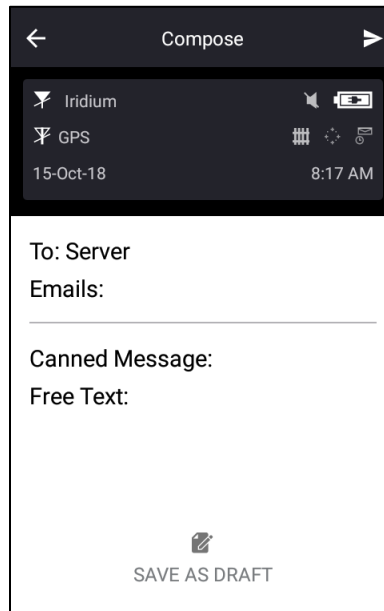 Compose
Iridium
GPS
15-Oct-18 8:17 AM
To: Server
Emails:
Canned Message:
Free Text:
SAVE AS DRAFT